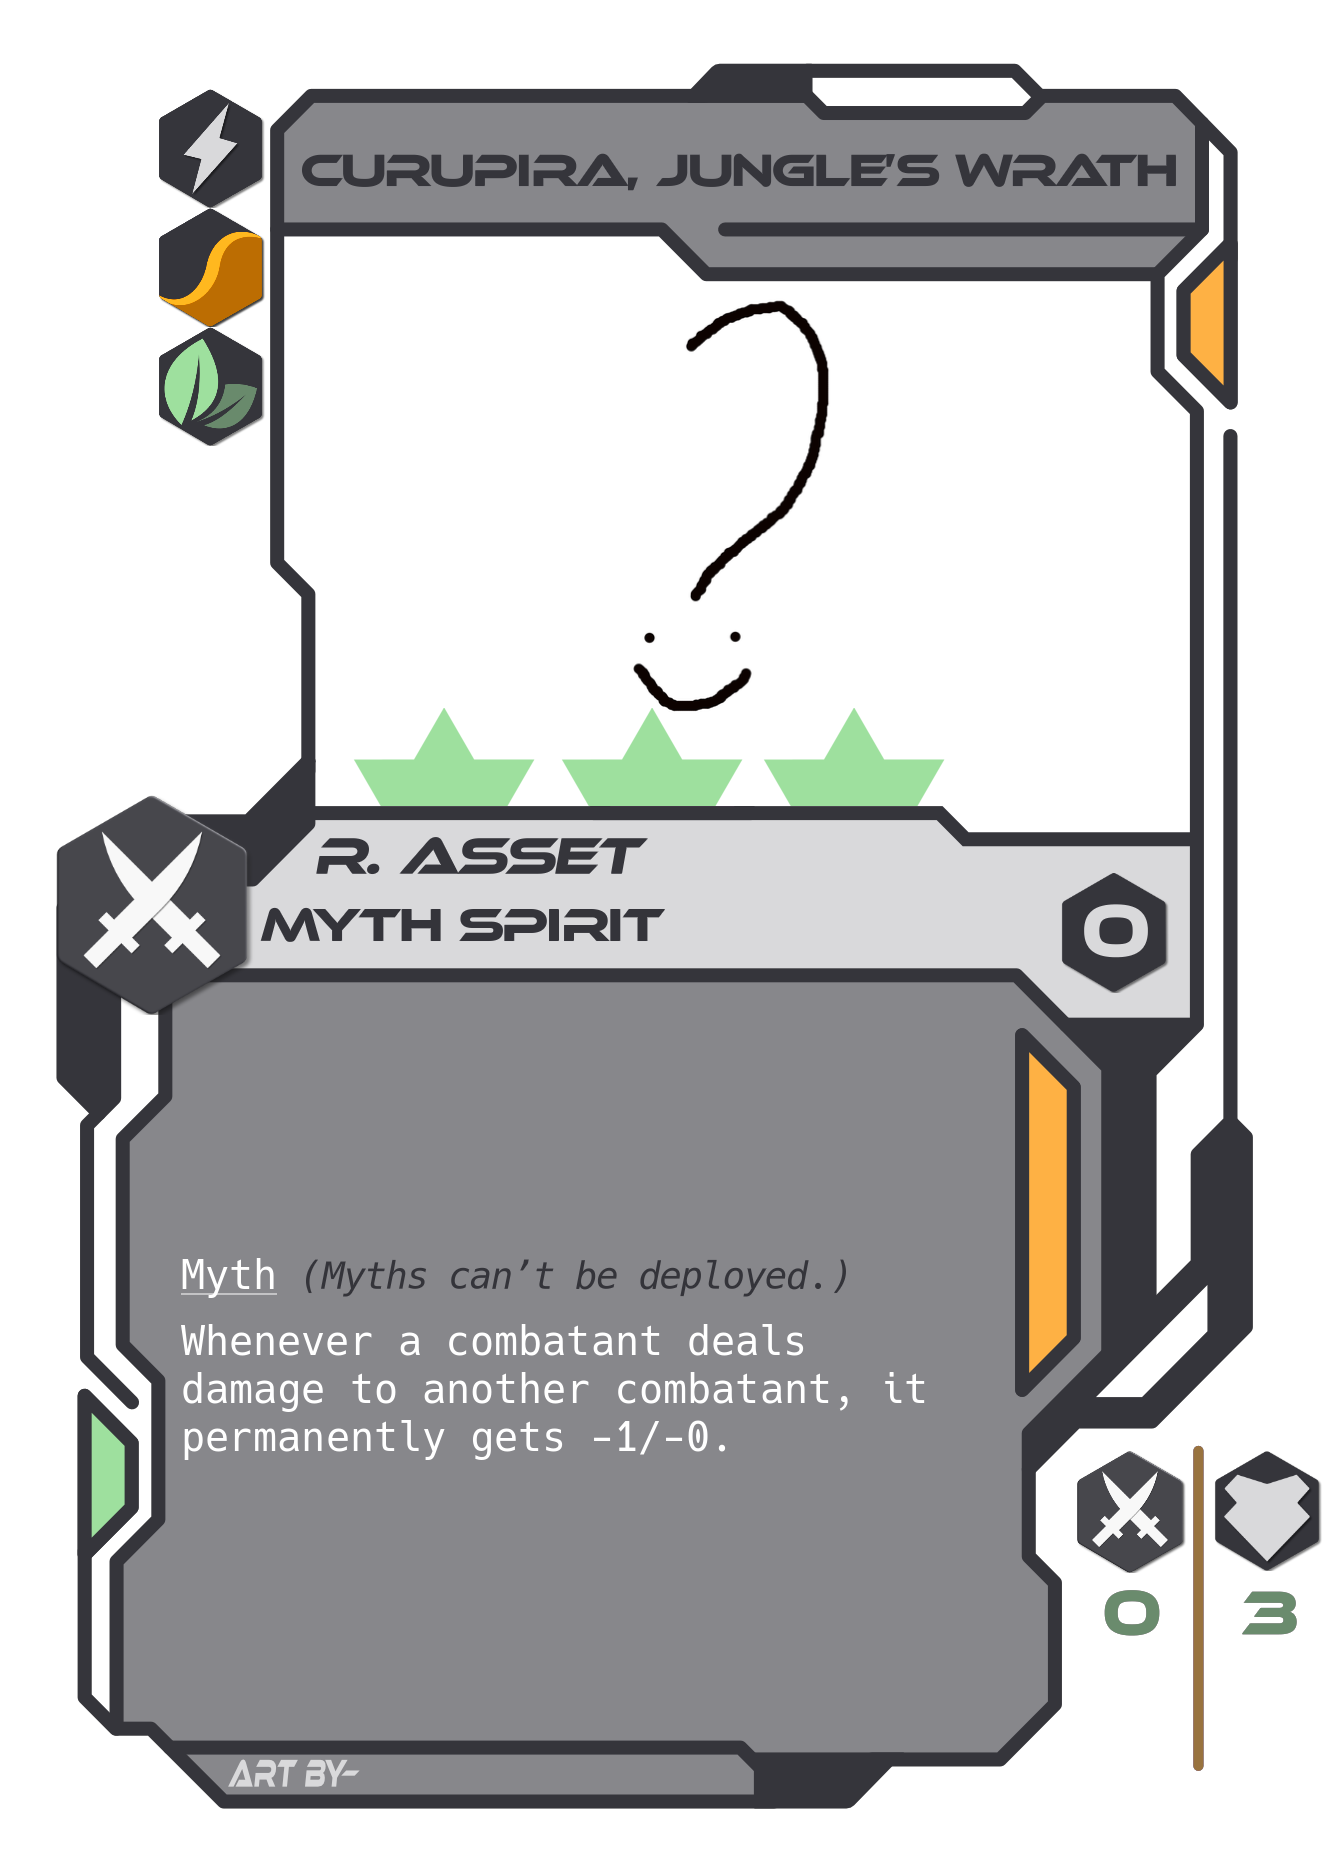 CURUPIRA, JUNGLE'S WRATH
R. ASSET
MYTH SPIRIT
0
Myth (Myths can’t be deployed.)
Whenever a combatant deals
damage to another combatant, it
permanently gets -1/-0.
0 3
ART BY-